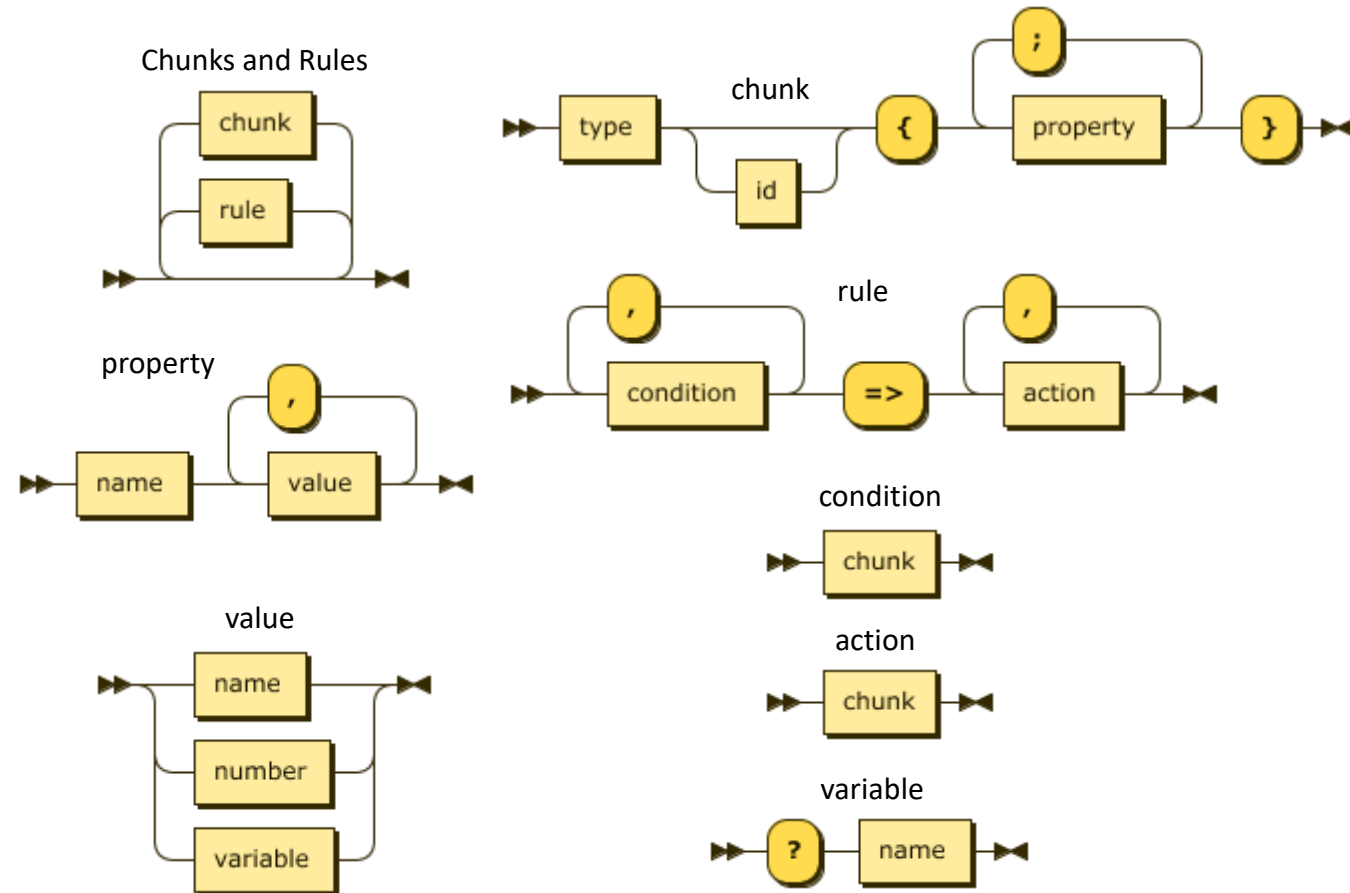 Chunks and Rules
chunk
rule
chunk
;
type
{
property
}
id
rule
,
,
condition
=>
action
property
,
name
value
condition
chunk
value
name
number
variable
action
chunk
variable
?
name